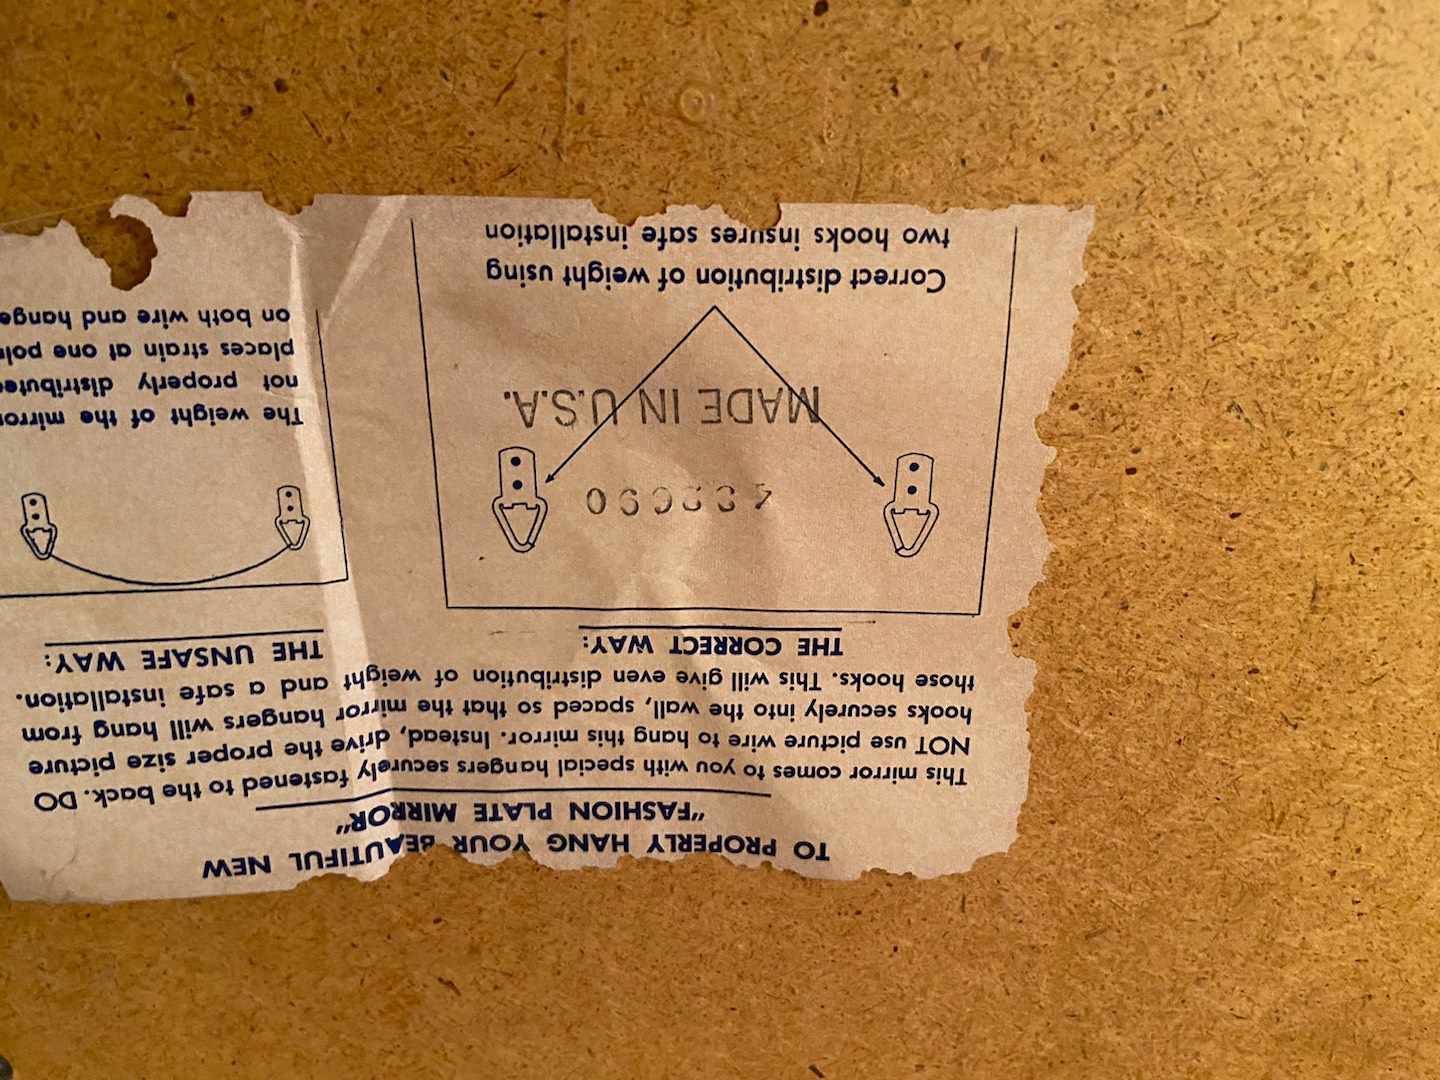 TO PROPERLY HANG YOUR BEAUTIFUL NEW
"FASHION PLATE MIRROR"
This mirror comes to you with special hangers securely fastened to the back. DO
NOT use picture wire to hang this mirror. Instead, drive the proper size picture
hooks securely into the wall, spaced so that the mirror hangers will hang from
those hooks. This will give even distribution of weight and a safe installation.
THE CORRECT WAY:
MADE IN U.S.A.
Correct distribution of weight using
two hooks insures safe installation
THE UNSAFE WAY:
The weight of the mirror
not properly distributed
places strain at one poin
on both wire and hange